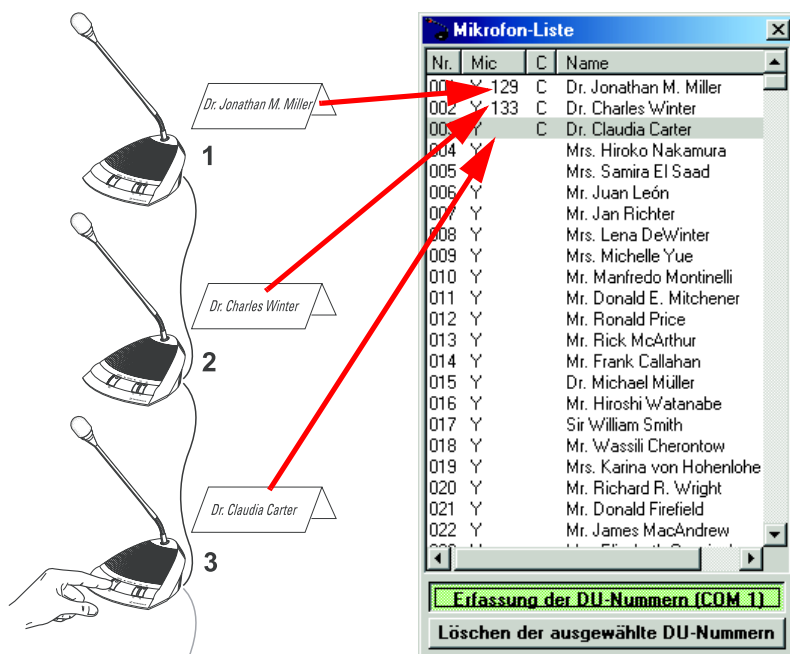 Dr. Jonathan M. Miller
1
Dr. Charles Winter
2
Dr. Claudia Carter
3
Mikrofon-Liste
Nr. Mic C Name
001 Y 129 C Dr. Jonathan M. Miller
002 Y 133 C Dr. Charles Winter
003 Y C Dr. Claudia Carter
004 Y Mrs. Hiroko Nakamura
005 Y Mrs. Samira El Saad
006 Y Mr. Juan León
007 Y Mr. Jan Richter
008 Y Mrs. Lena DeWinter
009 Y Mrs. Michelle Yue
010 Y Mr. Manfredo Montinelli
011 Y Mr. Donald E. Mitchener
012 Y Mr. Ronald Price
013 Y Mr. Rick McArthur
014 Y Mr. Frank Callahan
015 Y Dr. Michael Müller
016 Y Mr. Hiroshi Watanabe
017 Y Sir William Smith
018 Y Mr. Wassili Cherontow
019 Y Mrs. Karina von Hohenlohe
020 Y Mr. Richard R. Wright
021 Y Mr. Donald Firefield
022 Y Mr. James MacAndrew
Erfassung der DU-Nummern (COM 1)
Löschen der ausgewählte DU-Nummern